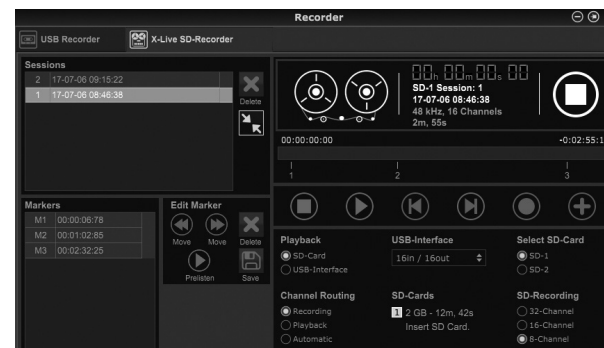 Recorder
USB Recorder
X-Live SD-Recorder
Sessions
2 17-07-06 09:15:22
1 17-07-06 08:46:38
Delete
00h 00m 00s 00
SD-1 Session: 1
17-07-06 08:46:38
48 kHz, 16 Channels
2m, 55s
00:00:00:00
-0:02:55:1
1 2 3
Markers
M1 00:00:06:78
M2 00:01:02:85
M3 00:02:32:25
Edit Marker
Move Move Delete
Prelisten Save
Playback
SD-Card
USB-Interface
USB-Interface
16in / 16out
Select SD-Card
SD-1
SD-2
Channel Routing
Recording
Playback
Automatic
SD-Cards
1 2 GB - 12m, 42s
Insert SD Card.
SD-Recording
32-Channel
16-Channel
8-Channel